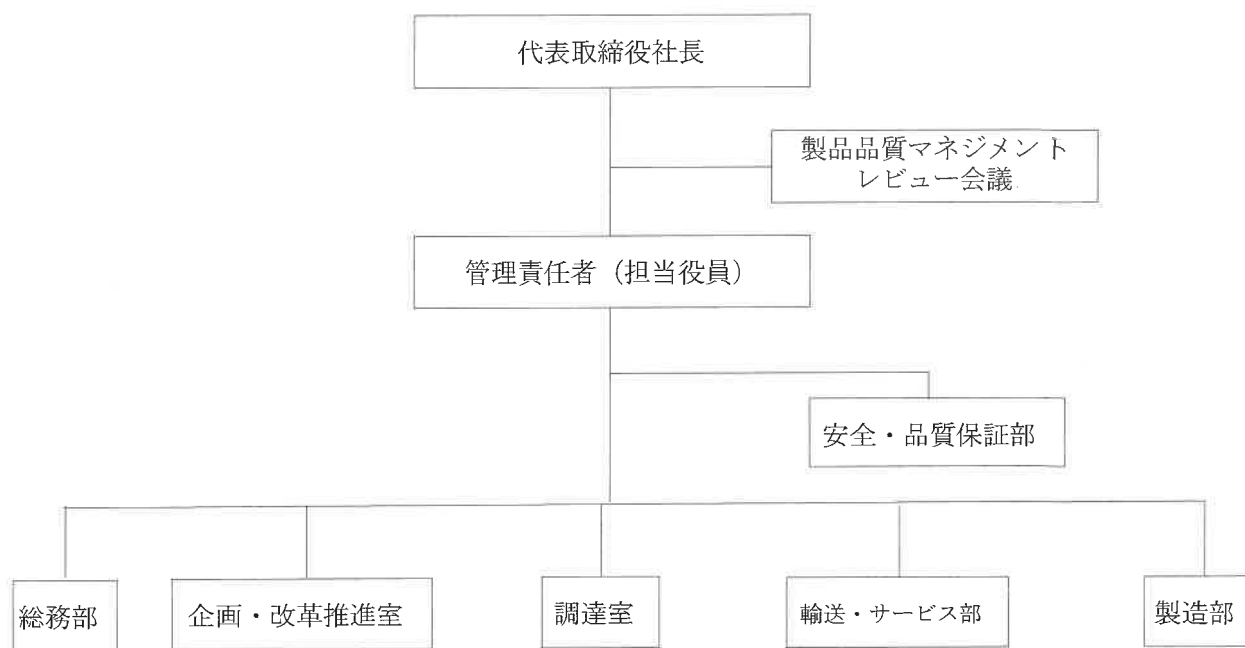 代表取締役社長
製品品質マネジメント
レビュー会議
管理責任者（担当役員）
安全・品質保証部
総務部
企画・改革推進室
調達室
輸送・サービス部
製造部